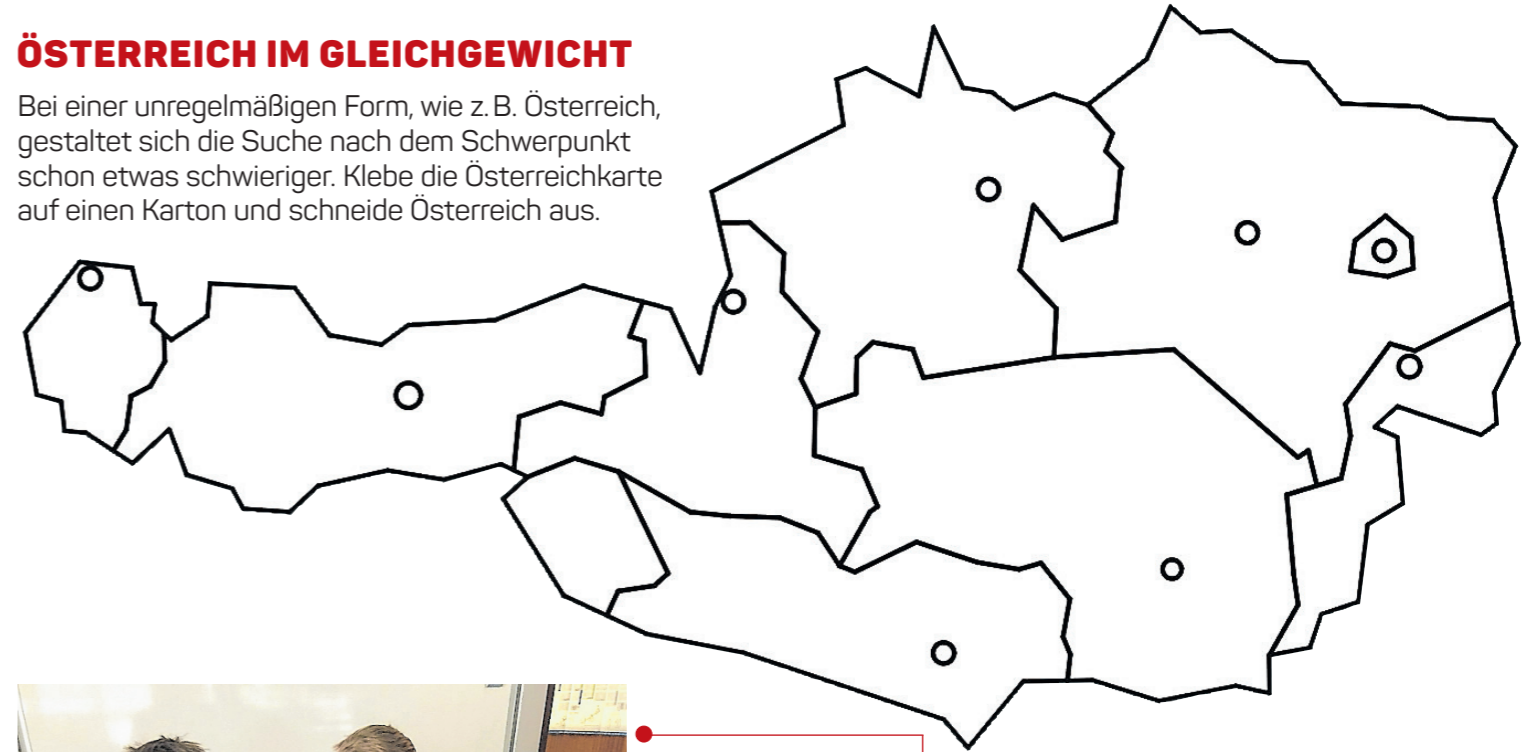 ÖSTERREICH IM GLEICHGEWICHT
Bei einer unregelmäßigen Form, wie z. B. Österreich,
gestaltet sich die Suche nach dem Schwerpunkt
schon etwas schwieriger. Klebe die Österreichkarte
auf einen Karton und schneide Österreich aus.